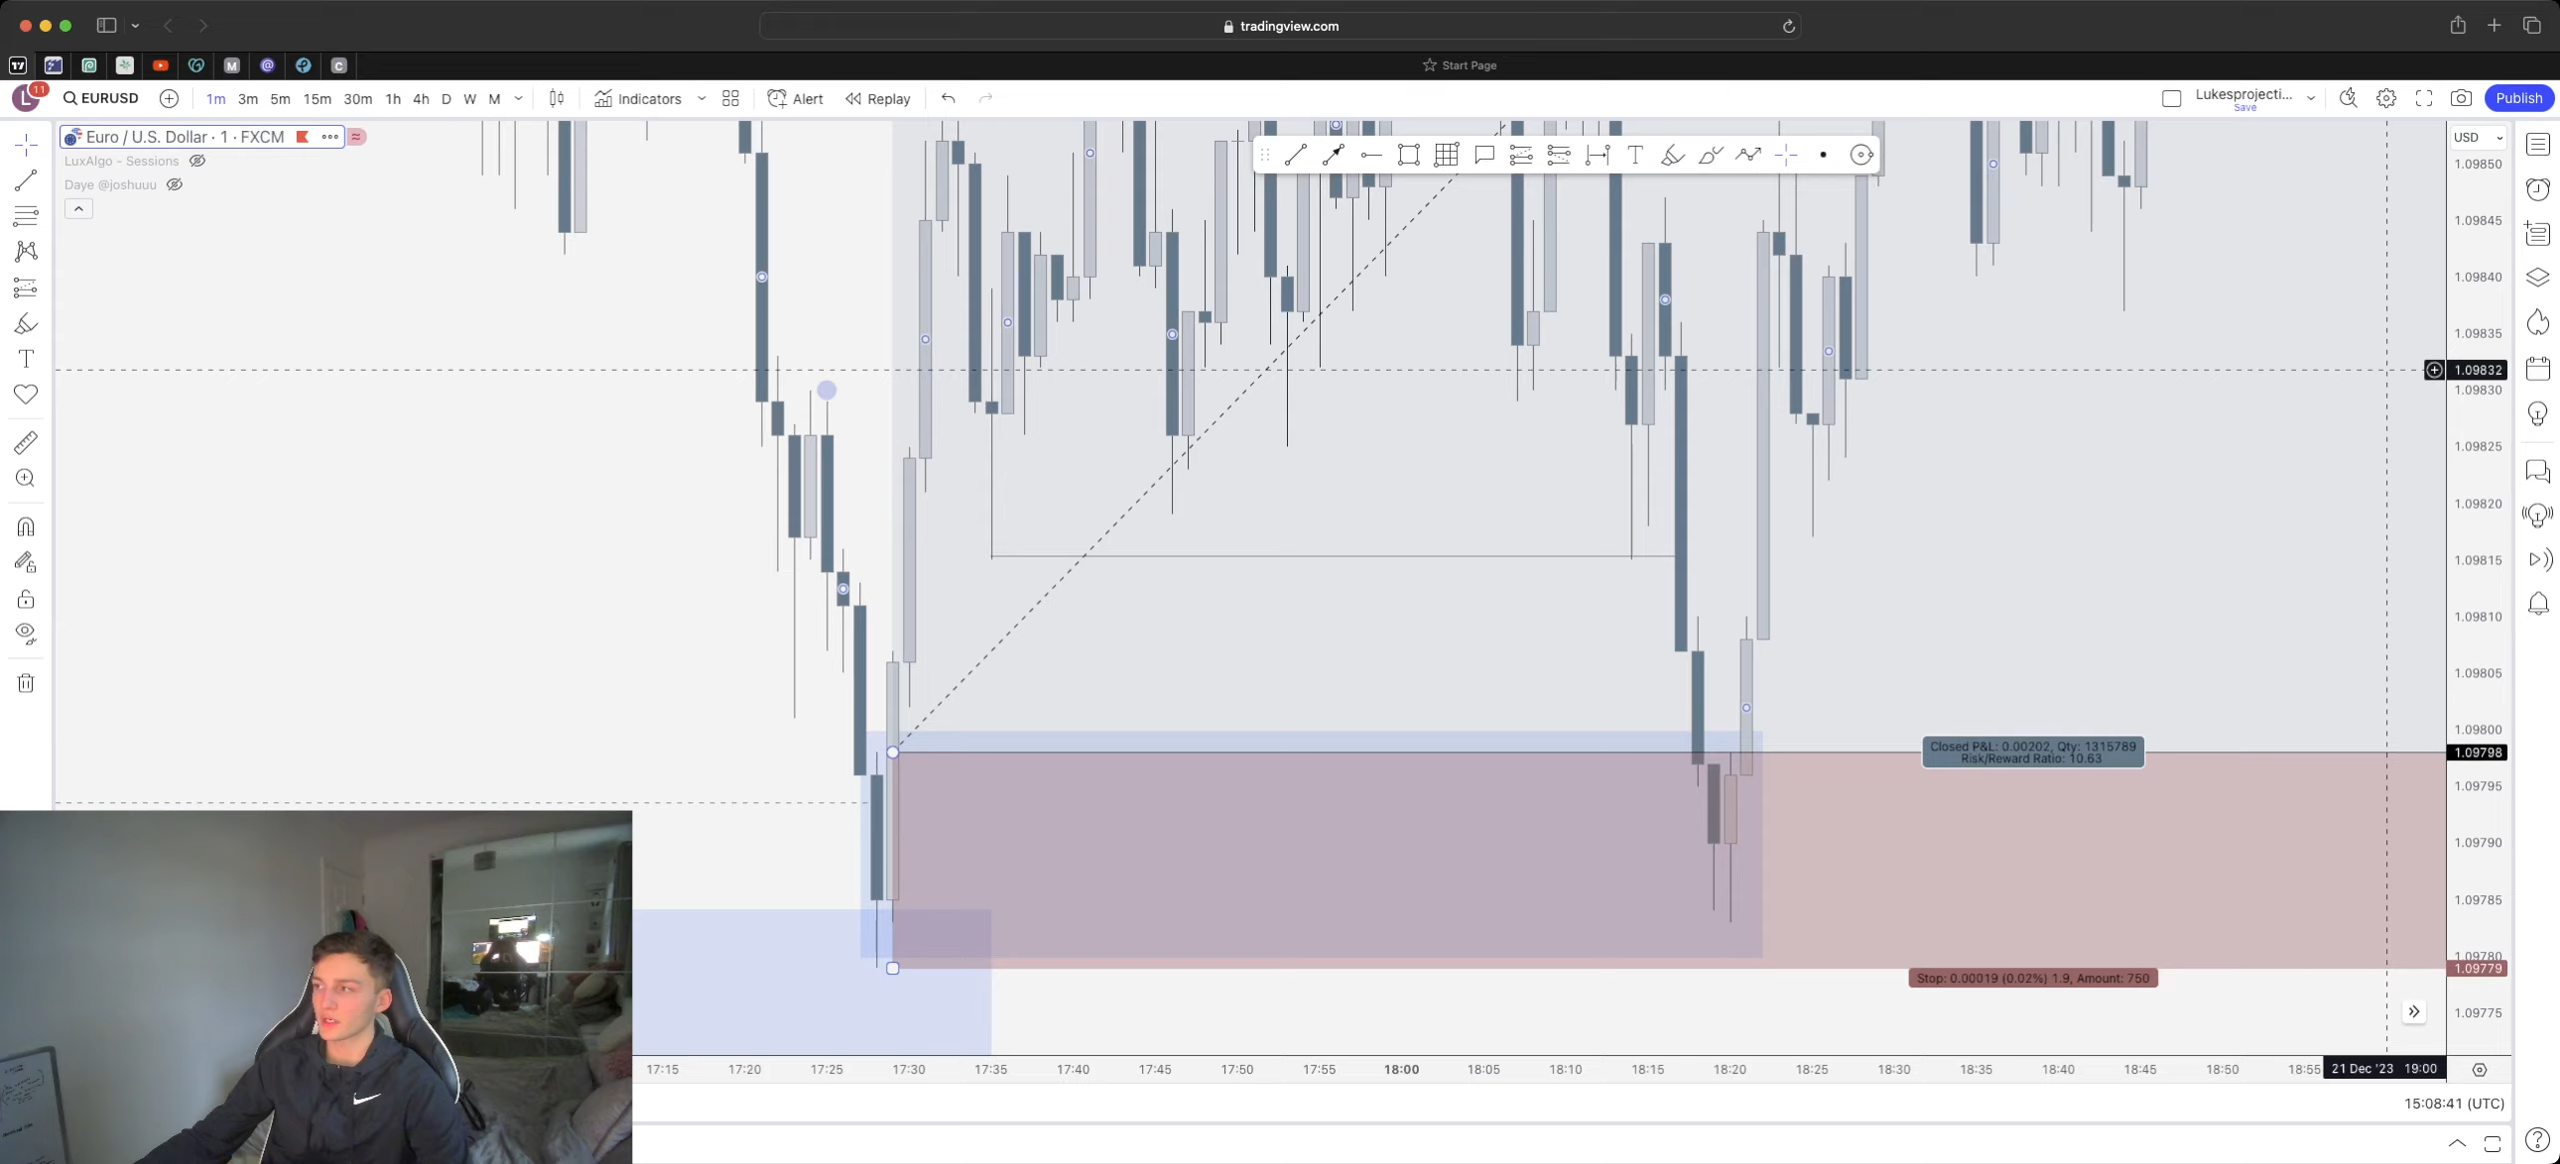 tradingview.com
Start Page
L 11 EURUSD 1m 3m 5m 15m 30m 1h 4h D W M Indicators Alert Replay Lukesprojecti... Save Publish
Euro / U.S. Dollar · 1 · FXCM
LuxAlgo - Sessions
Daye @joshuuu
USD
1.09850
1.09845
1.09840
1.09835
1.09832
1.09830
1.09825
1.09820
1.09815
1.09810
1.09805
1.09800
1.09798
1.09795
1.09790
1.09785
1.09780
1.09779
1.09775
Closed P&L: 0.00202, Qty: 1315789
Risk/Reward Ratio: 10.63
Stop: 0.00019 (0.02%) 1.9, Amount: 750
17:15 17:20 17:25 17:30 17:35 17:40 17:45 17:50 17:55 18:00 18:05 18:10 18:15 18:20 18:25 18:30 18:35 18:40 18:45 18:50 18:55 21 Dec '23 19:00
15:08:41 (UTC)